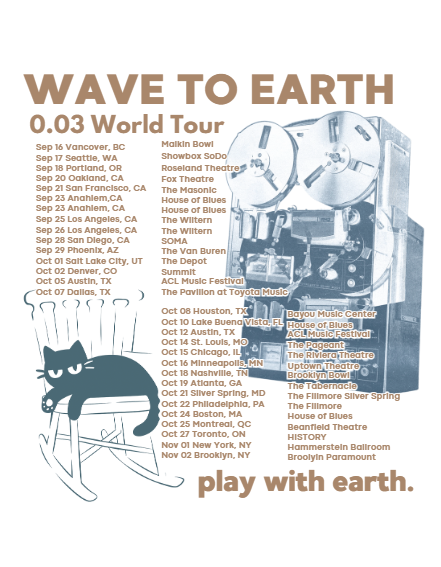 WAVE TO EARTH
0.03 World Tour
Sep 16 Vancouver, BC Malkin Bowl
Sep 17 Seattle, WA Showbox SoDo
Sep 18 Portland, OR Roseland Theatre
Sep 20 Oakland, CA Fox Theatre
Sep 21 San Francisco, CA The Masonic
Sep 23 Anahiem,CA House of Blues
Sep 23 Anahiem, CA House of Blues
Sep 25 Los Angeles, CA The Wiltern
Sep 26 Los Angeles, CA The Wiltern
Sep 28 San Diego, CA SOMA
Sep 29 Phoenix, AZ The Van Buren
Oct 01 Salt Lake City, UT The Depot
Oct 02 Denver, CO Summit
Oct 05 Austin, TX ACL Music Festival
Oct 07 Dallas, TX The Pavilion at Toyota Music
Oct 08 Houston, TX Bayou Music Center
Oct 10 Lake Buena Vista, FL House of Blues
Oct 12 Austin, TX ACL Music Festival
Oct 14 St. Louis, MO The Pageant
Oct 15 Chicago, IL The Riviera Theatre
Oct 16 Minneapolis, MN Uptown Theatre
Oct 18 Nashville, TN Brooklyn Bowl
Oct 19 Atlanta, GA The Tabernacle
Oct 21 Silver Spring, MD The Fillmore Silver Spring
Oct 22 Philadelphia, PA The Fillmore
Oct 24 Boston, MA House of Blues
Oct 25 Montreal, QC Beanfield Theatre
Oct 27 Toronto, ON HISTORY
Nov 01 New York, NY Hammerstein Ballroom
Nov 02 Brooklyn, NY Broolyin Paramount
play with earth.